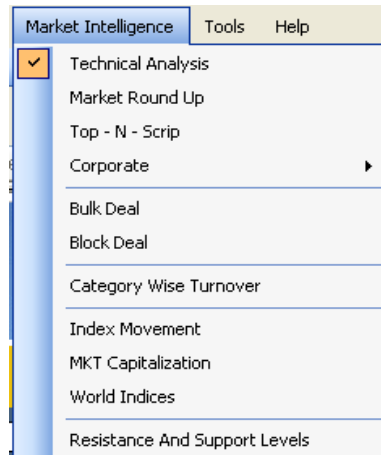 Market Intelligence Tools Help
Technical Analysis
Market Round Up
Top - N - Scrip
Corporate
Bulk Deal
Block Deal
Category Wise Turnover
Index Movement
MKT Capitalization
World Indices
Resistance And Support Levels